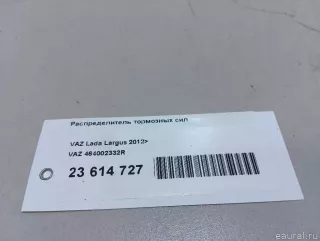 Распределитель тормозных сил
VAZ Lada Largus 2012>
VAZ 464002332R
23 614 727
eaural.ru